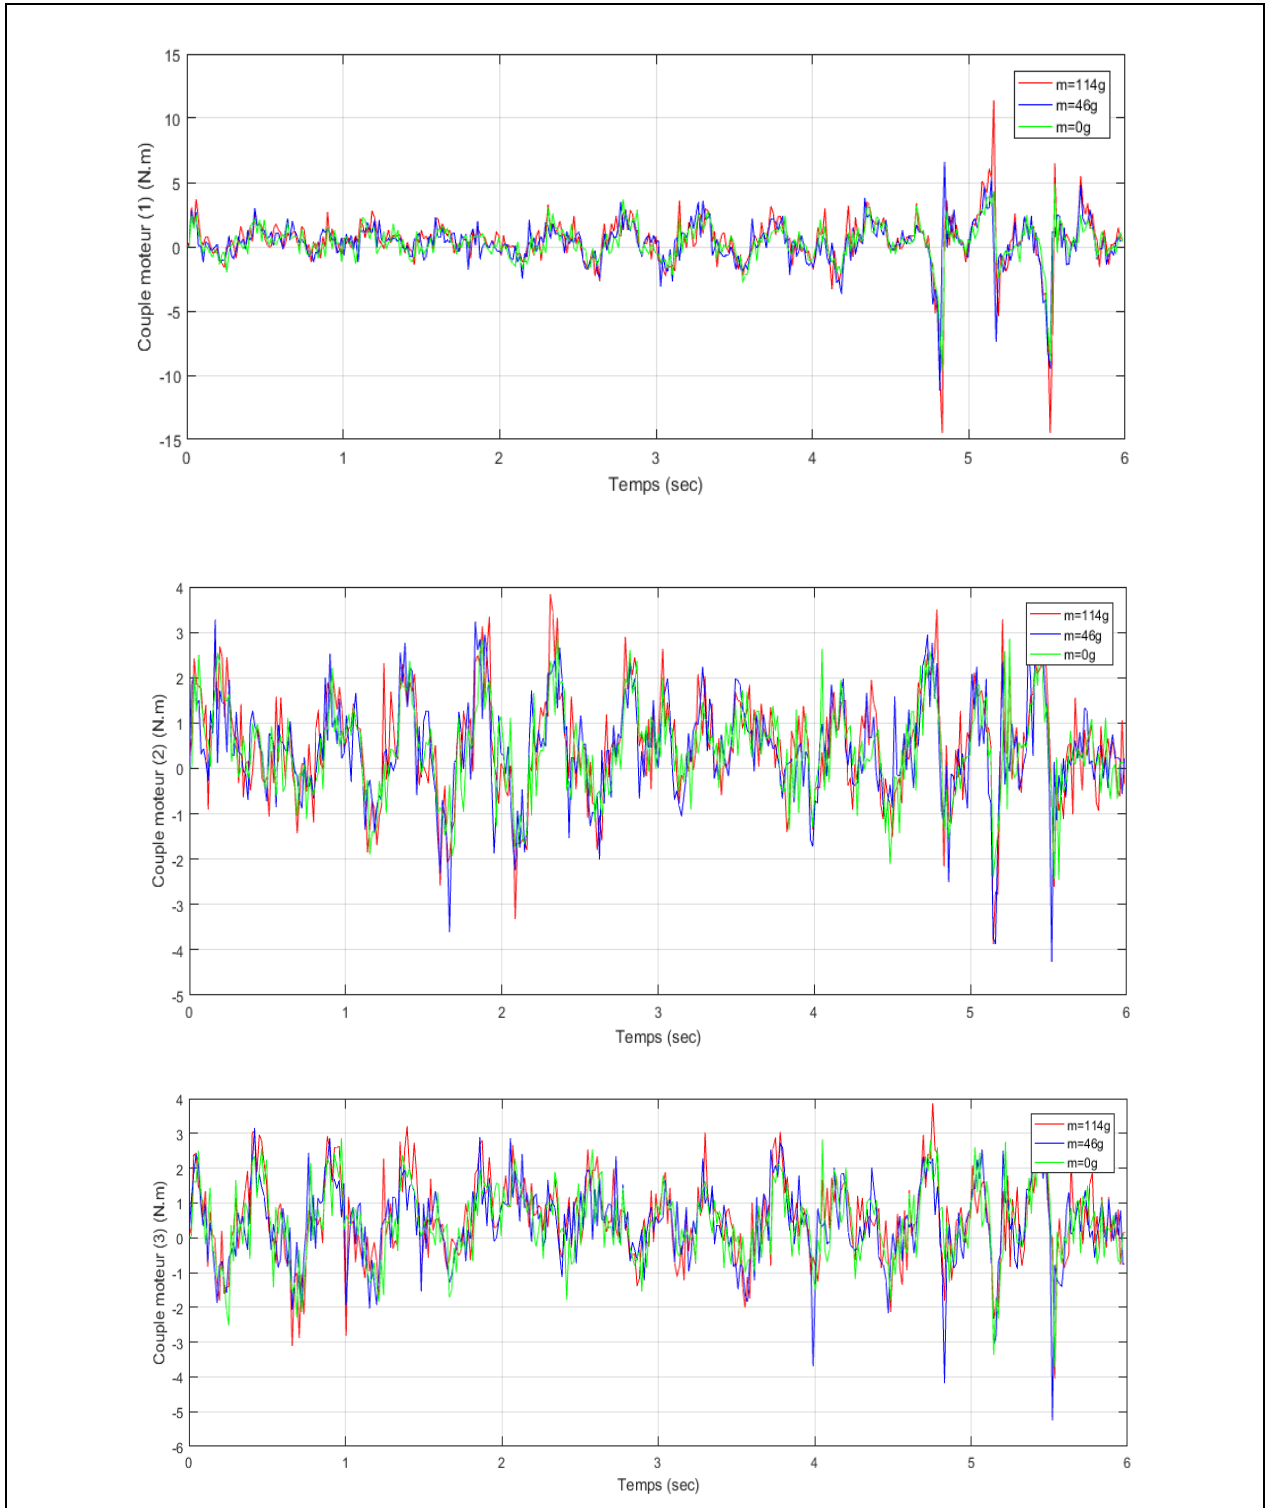 15
10
5
0
-5
-10
-15
Couple moteur (1) (N.m)
m=114g
m=46g
m=0g
0 1 2 3 4 5 6
Temps (sec)
4
3
2
1
0
-1
-2
-3
-4
-5
Couple moteur (2) (N.m)
m=114g
m=46g
m=0g
0 1 2 3 4 5 6
Temps (sec)
4
3
2
1
0
-1
-2
-3
-4
-5
-6
Couple moteur (3) (N.m)
m=114g
m=46g
m=0g
0 1 2 3 4 5 6
Temps (sec)